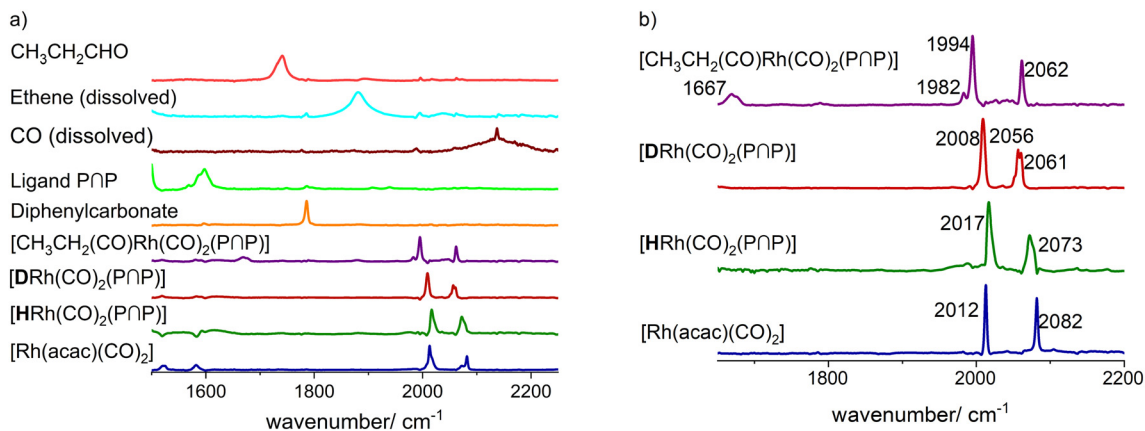 a)
CH3CH2CHO
Ethene (dissolved)
CO (dissolved)
Ligand P∩P
Diphenylcarbonate
[CH3CH2(CO)Rh(CO)2(P∩P)]
[DRh(CO)2(P∩P)]
[HRh(CO)2(P∩P)]
[Rh(acac)(CO)2]
1600 1800 2000 2200
wavenumber/ cm-1
b)
1994
[CH3CH2(CO)Rh(CO)2(P∩P)]
2062
1667 1982
2008 2056
[DRh(CO)2(P∩P)]
2061
2017
[HRh(CO)2(P∩P)] 2073
2012 2082
[Rh(acac)(CO)2]
1800 2000 2200
wavenumber/ cm-1